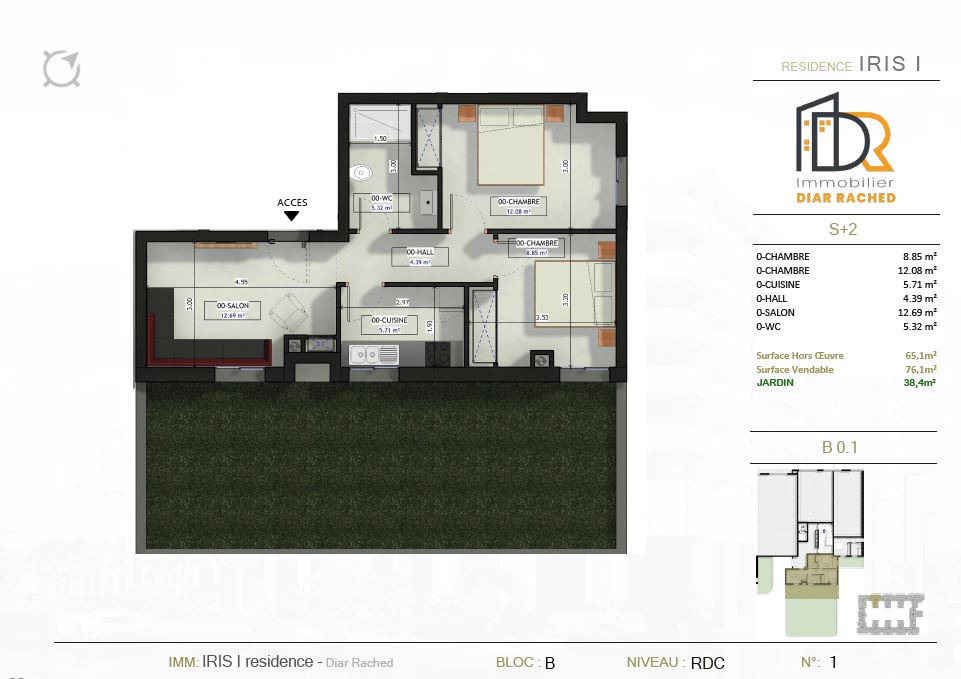 RESIDENCE IRIS I
DR
Immobilier
DIAR RACHED
S+2
0-CHAMBRE 8.85 m²
0-CHAMBRE 12.08 m²
0-CUISINE 5.71 m²
0-HALL 4.39 m²
0-SALON 12.69 m²
0-WC 5.32 m²
Surface Hors Œuvre 65,1m²
Surface Vendable 76,1m²
JARDIN 38,4m²
B 0.1
ACCES
1.50
3.00
00-WC
5.32 m²
3.00
00-CHAMBRE
12.08 m²
00-HALL
4.39 m²
00-CHAMBRE
8.85 m²
4.55
3.00
00-SALON
12.69 m²
2.97
00-CUISINE
5.71 m²
1.93
3.20
3.53
IMM: IRIS I residence - Diar Rached
BLOC : B
NIVEAU : RDC
N°: 1